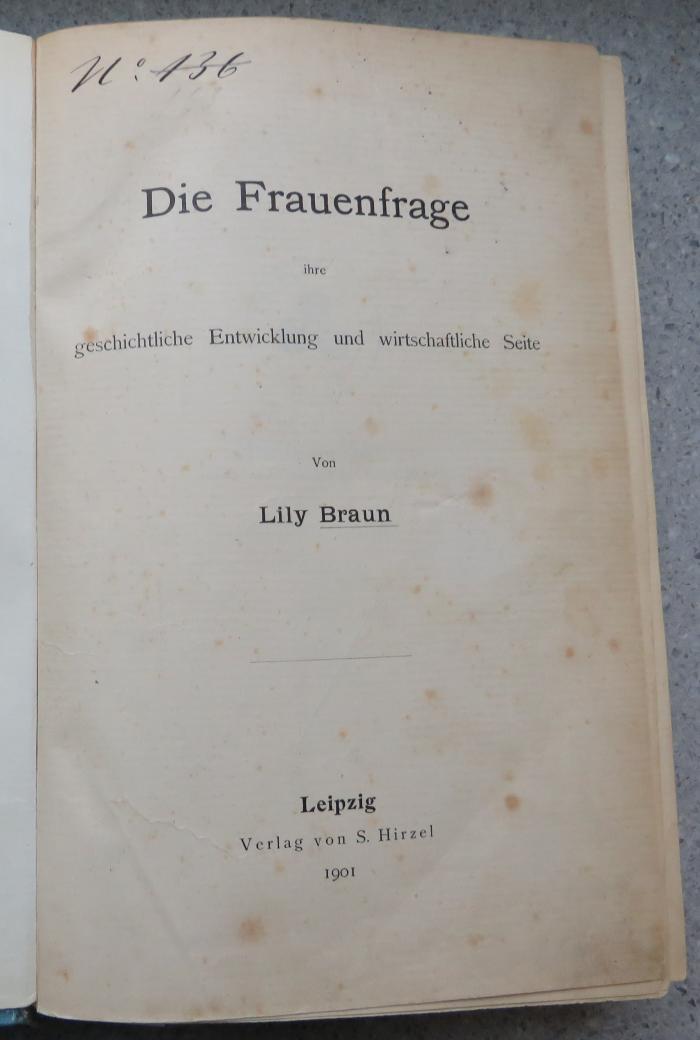 N° 136
Die Frauenfrage
ihre
geschichtliche Entwicklung und wirtschaftliche Seite
Von
Lily Braun
Leipzig
Verlag von S. Hirzel
1901